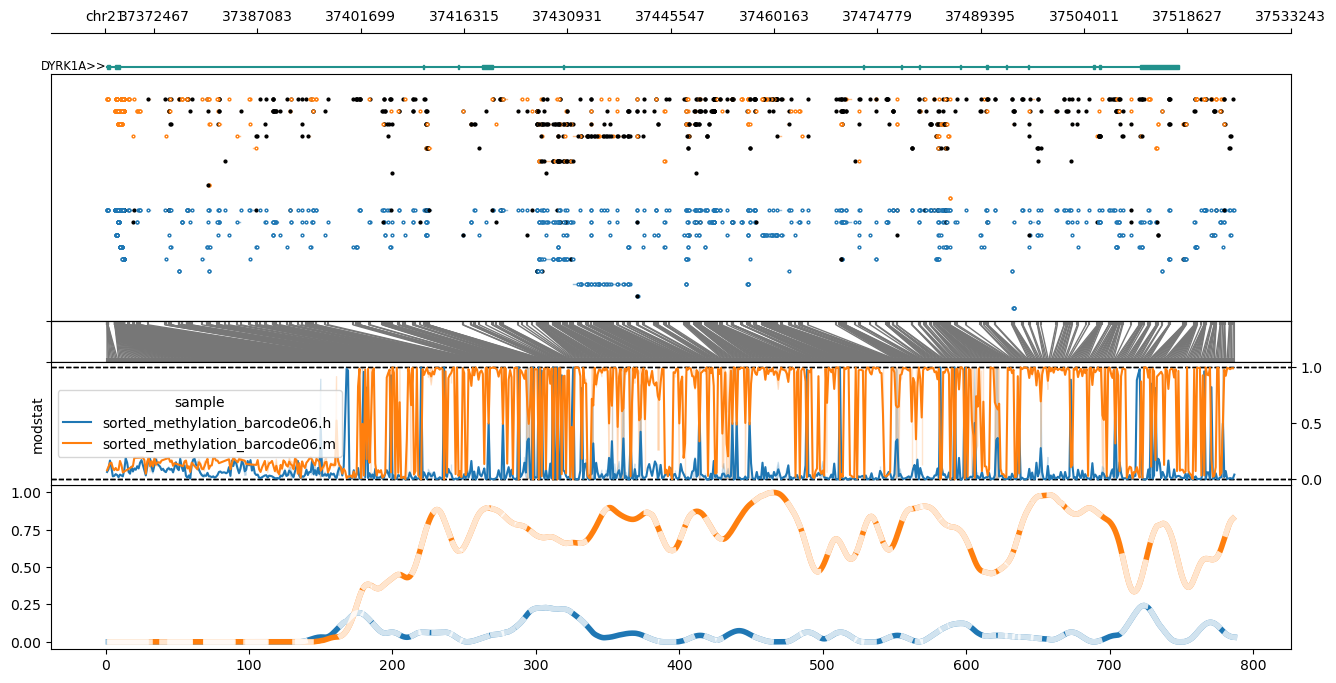 chr21 37372467 37387083 37401699 37416315 37430931 37445547 37460163 37474779 37489395 37504011 37518627 37533243
DYRK1A>>
modstat
sample
sorted_methylation_barcode06.h
sorted_methylation_barcode06.m
1.0
0.5
0.0
1.00
0.75
0.50
0.25
0.00
0 100 200 300 400 500 600 700 800